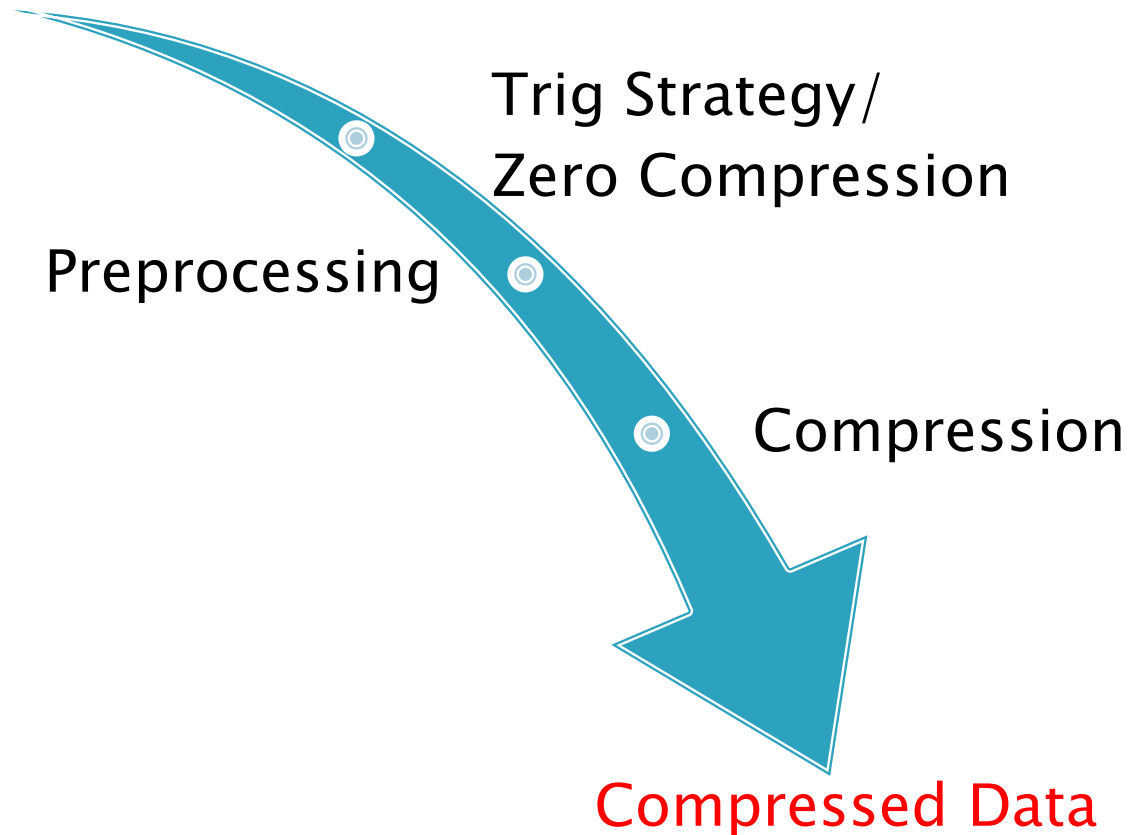 Trig Strategy/
Zero Compression
Preprocessing
Compression
Compressed Data